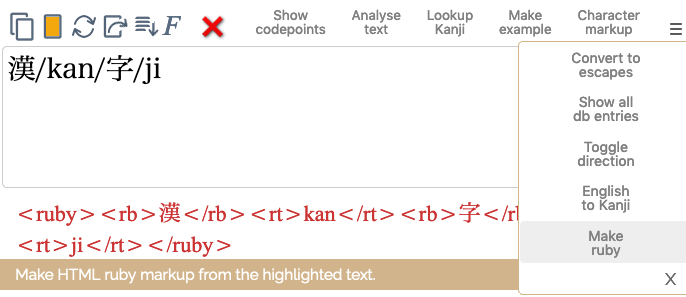 Show codepoints
Analyse text
Lookup Kanji
Make example
Character markup
漢/kan/字/ji
Convert to escapes
Show all db entries
Toggle direction
English to Kanji
Make ruby
X
<ruby><rb>漢</rb><rt>kan</rt><rb>字</rb
<rt>ji</rt></ruby>
Make HTML ruby markup from the highlighted text.